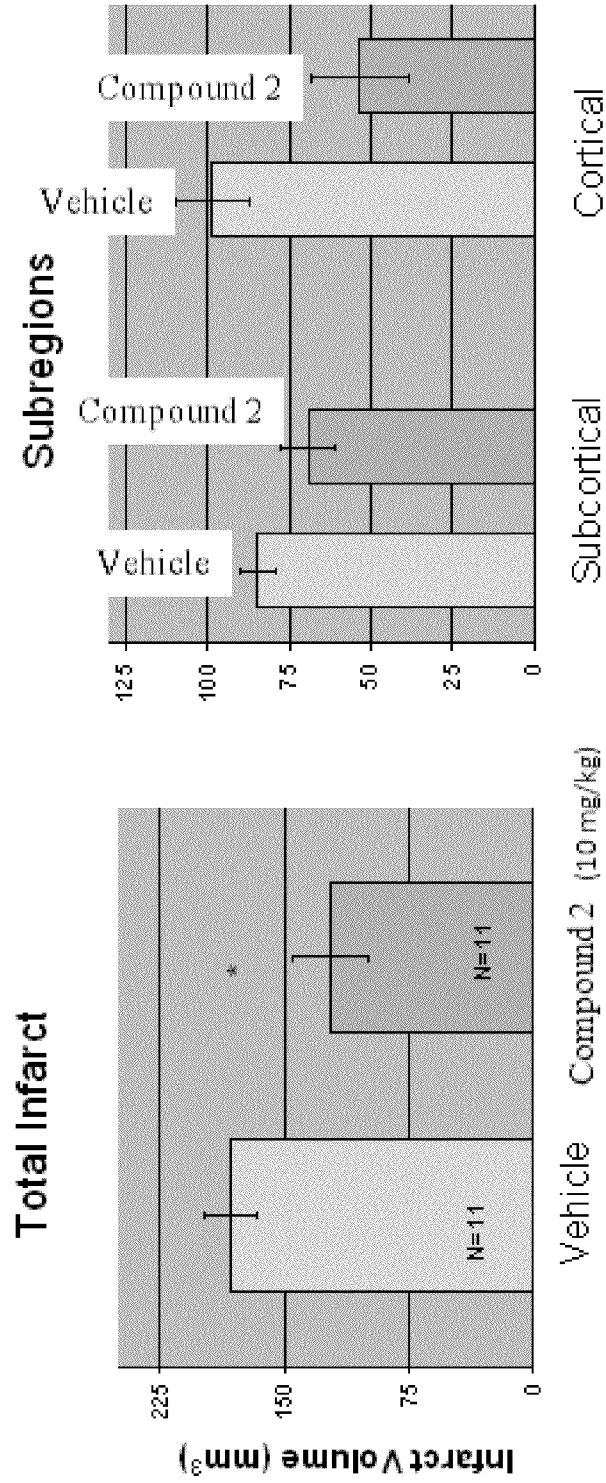 Total Infarct
Infarct Volume (mm³)
225
150
75
0
*
N=11
N=11
Vehicle
Compound 2 (10 mg/kg)
Subregions
125
100
75
50
25
0
Vehicle
Compound 2
Vehicle
Compound 2
Subcortical
Cortical